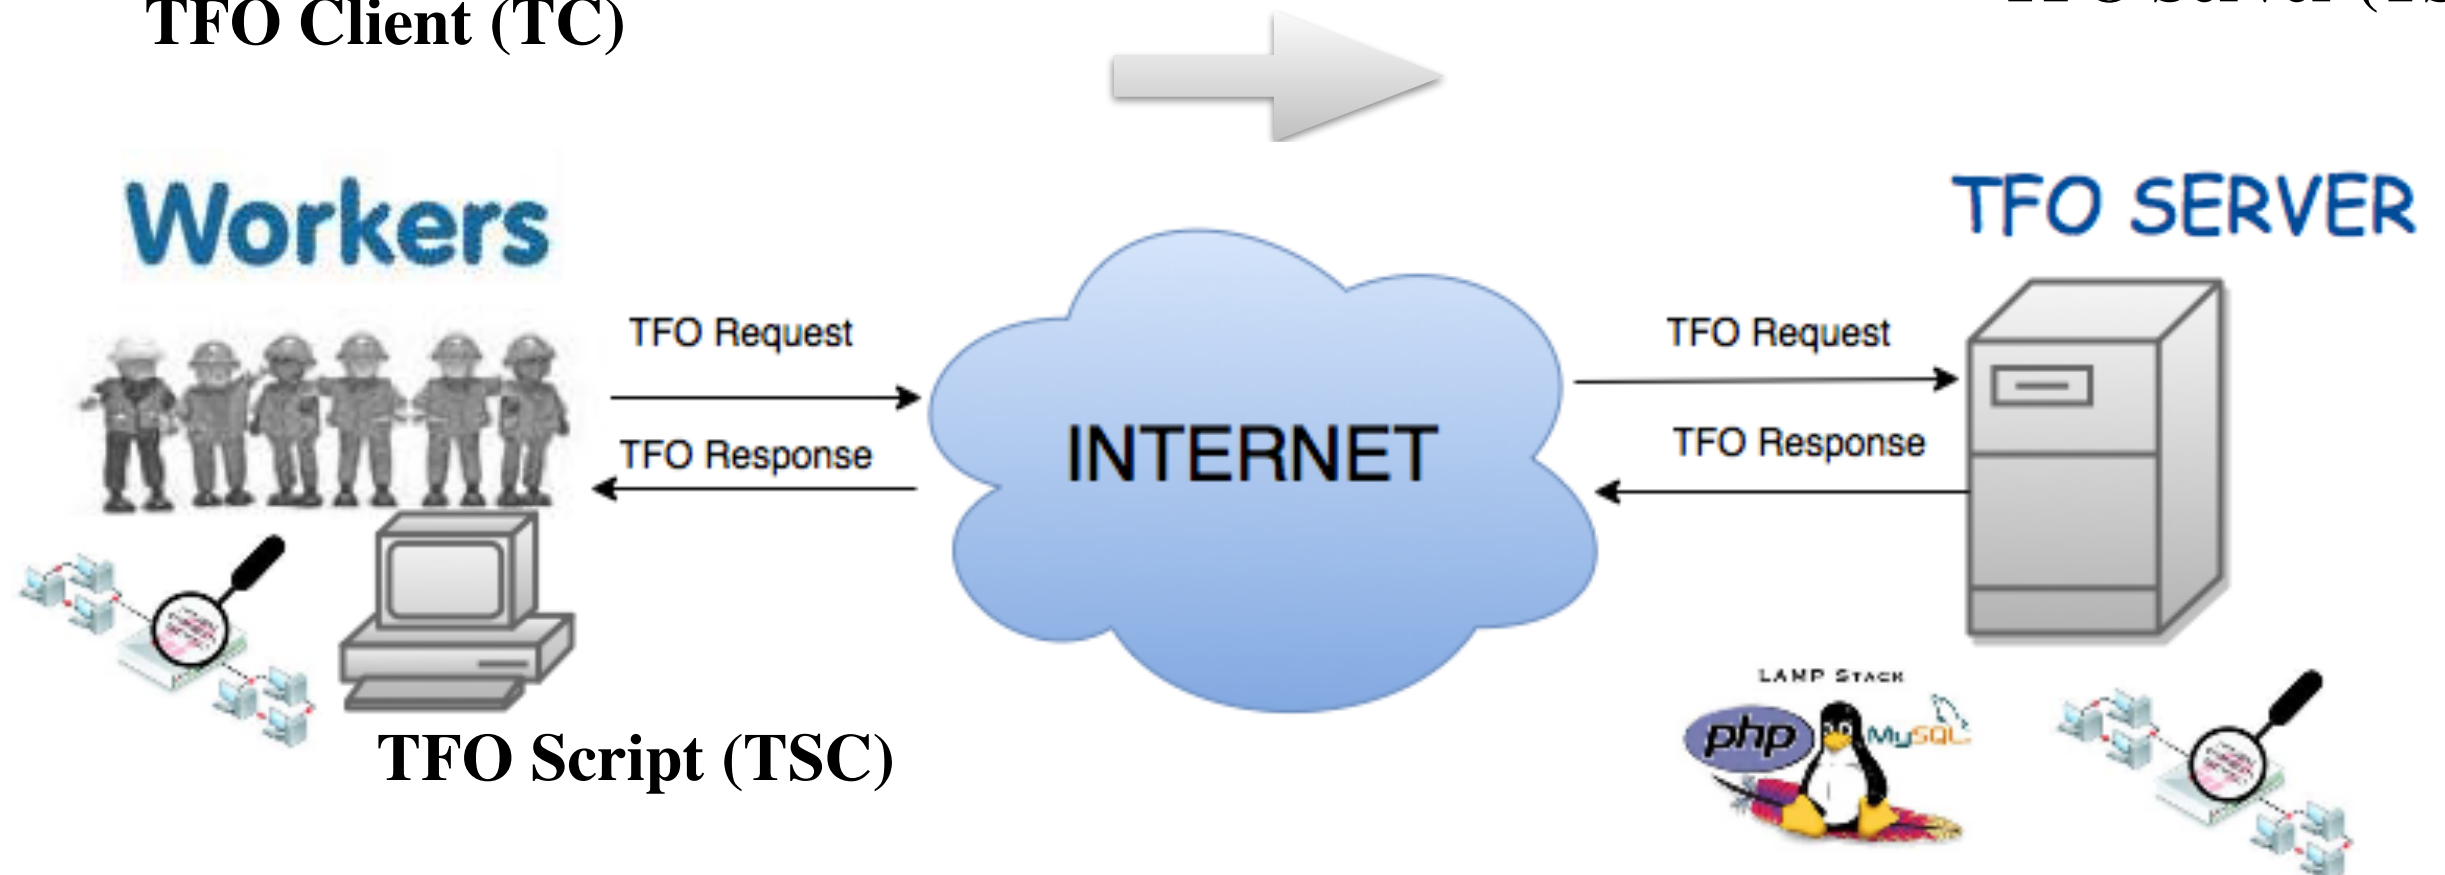 TFO Client (TC)
Workers
TFO SERVER
TFO Request
TFO Response
INTERNET
TFO Request
TFO Response
TFO Script (TSC)
LAMP Stack
php
MySQL